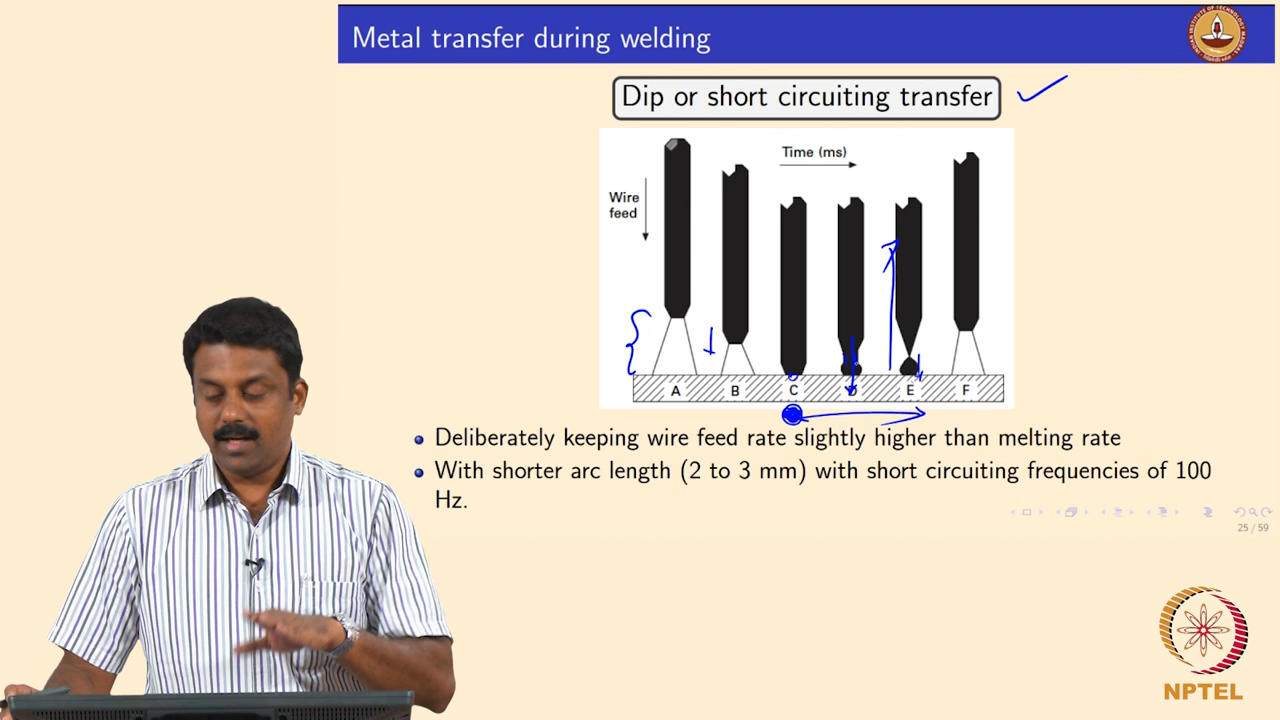 Metal transfer during welding
Dip or short circuiting transfer
Time (ms)
Wire
feed
A B C D E F
Deliberately keeping wire feed rate slightly higher than melting rate
With shorter arc length (2 to 3 mm) with short circuiting frequencies of 100
Hz.
25 / 59
NPTEL